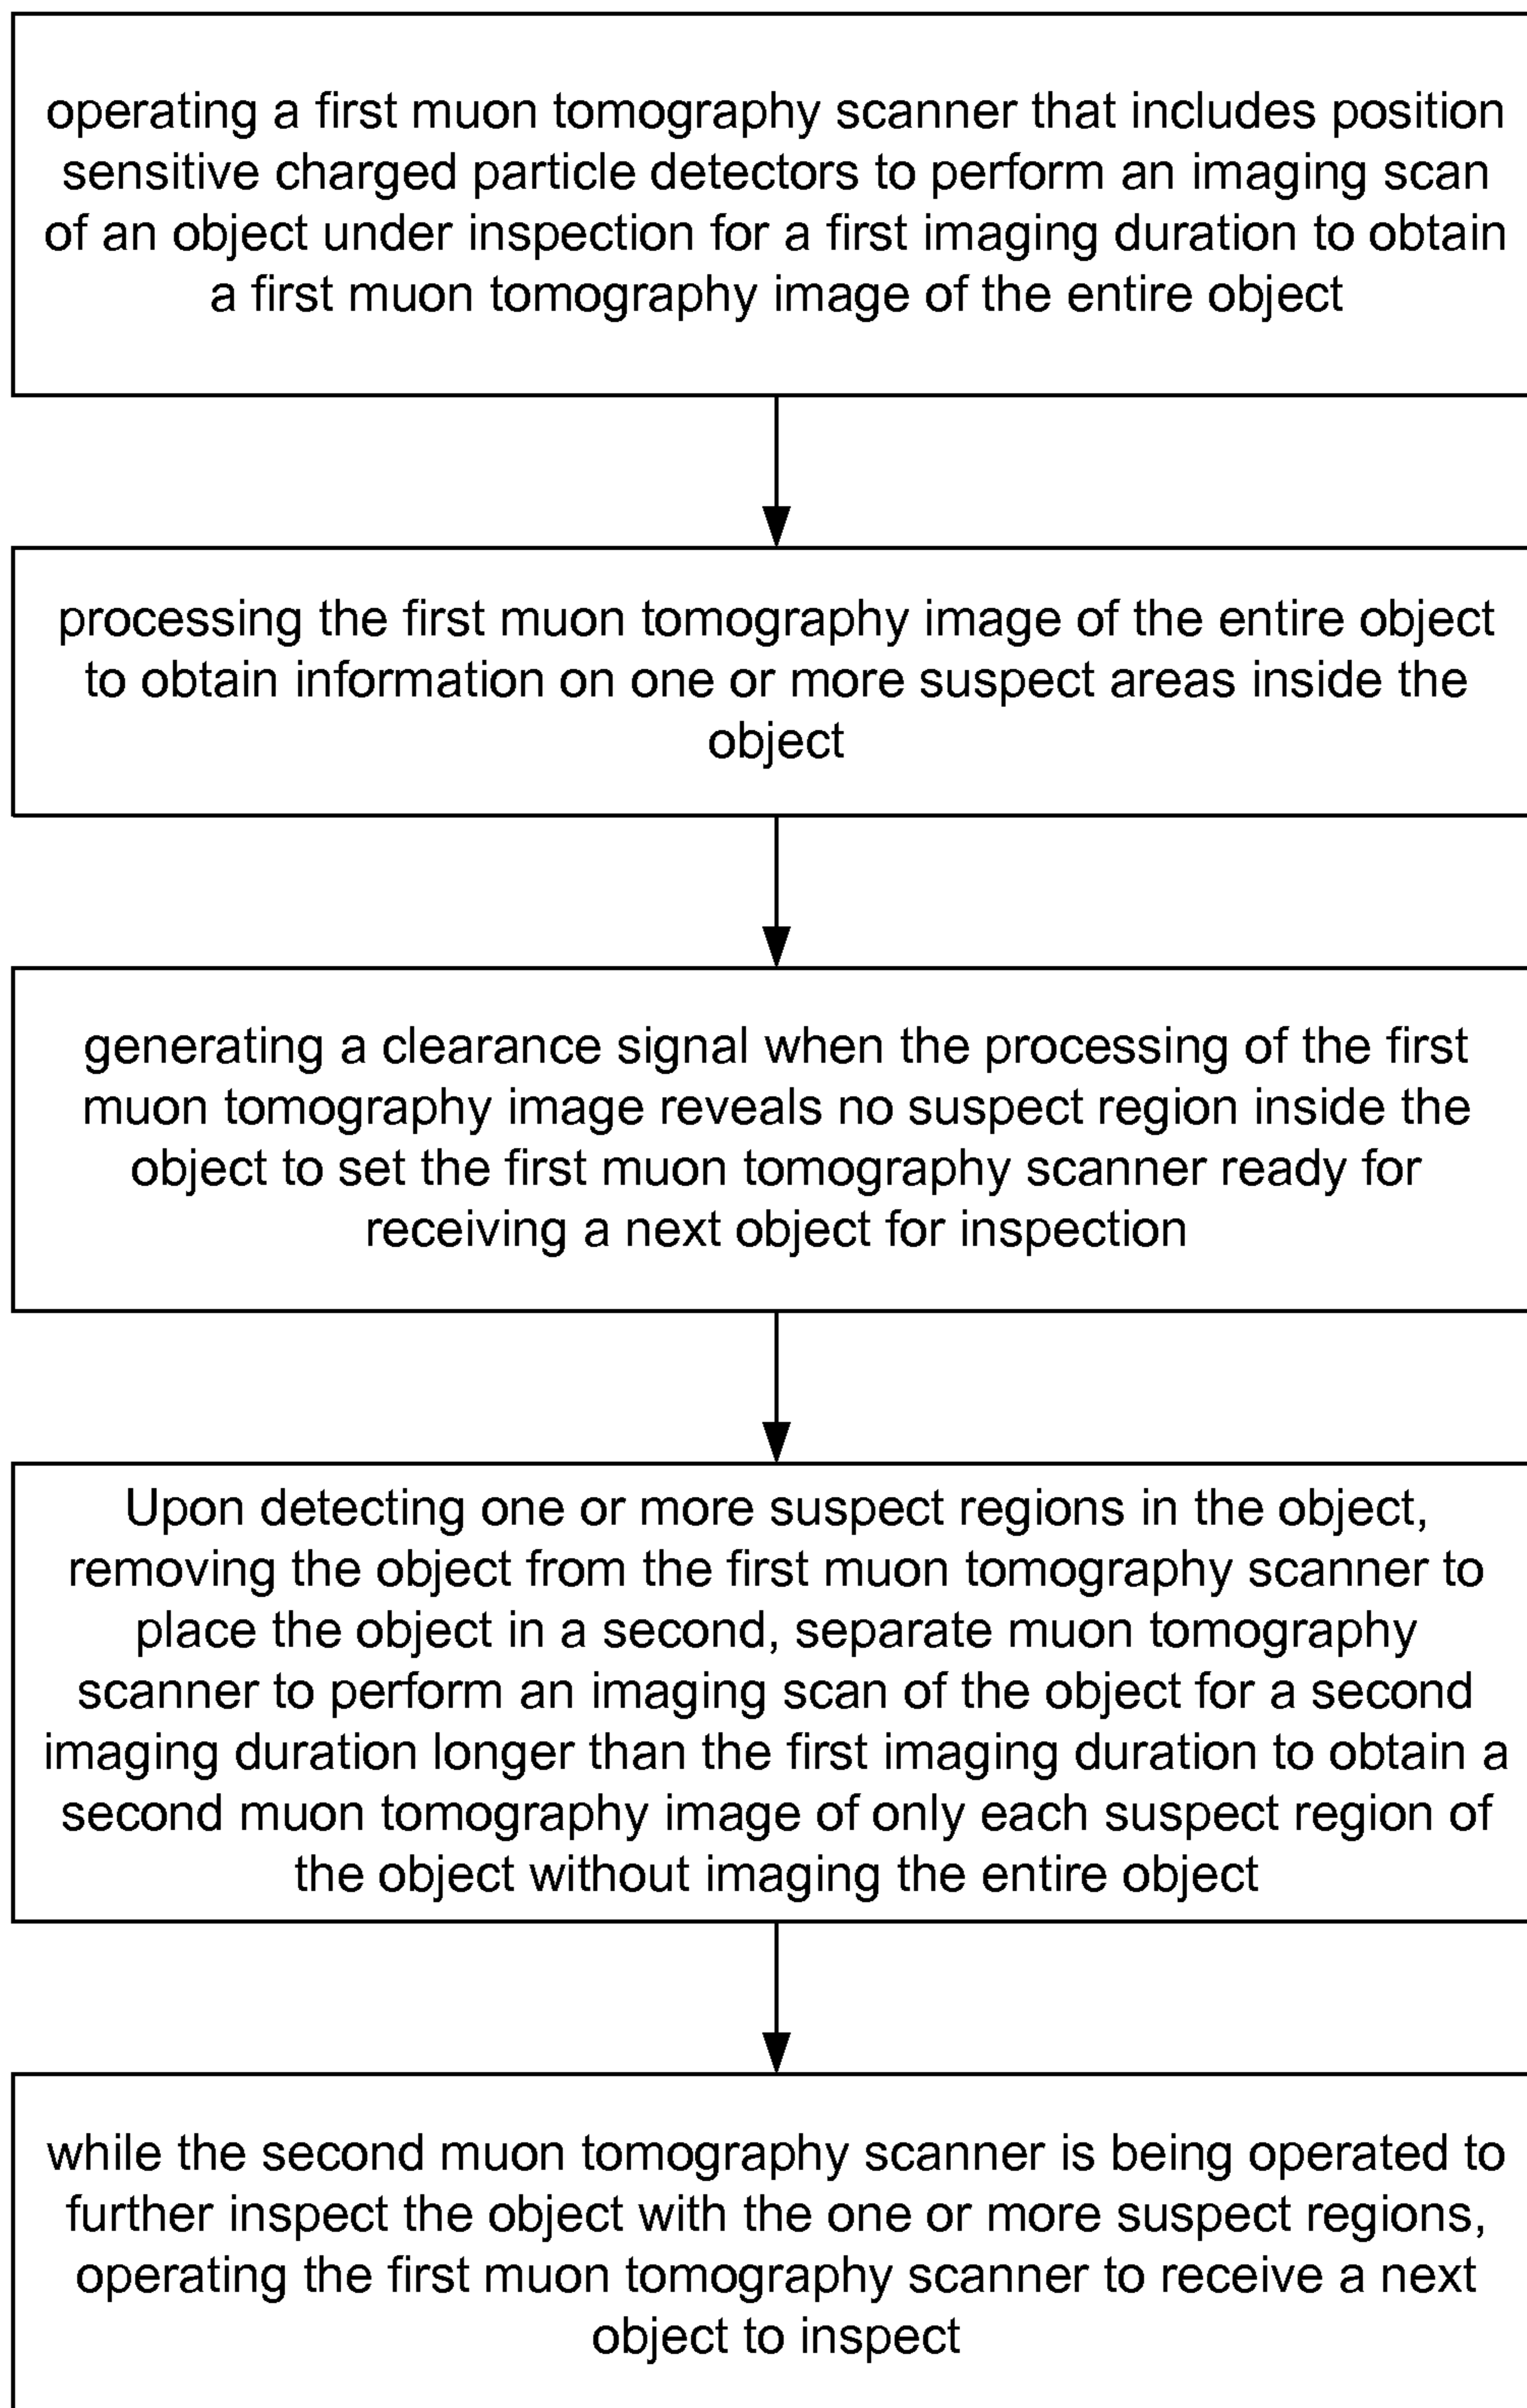 operating a first muon tomography scanner that includes position
sensitive charged particle detectors to perform an imaging scan
of an object under inspection for a first imaging duration to obtain
a first muon tomography image of the entire object
processing the first muon tomography image of the entire object
to obtain information on one or more suspect areas inside the
object
generating a clearance signal when the processing of the first
muon tomography image reveals no suspect region inside the
object to set the first muon tomography scanner ready for
receiving a next object for inspection
Upon detecting one or more suspect regions in the object,
removing the object from the first muon tomography scanner to
place the object in a second, separate muon tomography
scanner to perform an imaging scan of the object for a second
imaging duration longer than the first imaging duration to obtain a
second muon tomography image of only each suspect region of
the object without imaging the entire object
while the second muon tomography scanner is being operated to
further inspect the object with the one or more suspect regions,
operating the first muon tomography scanner to receive a next
object to inspect